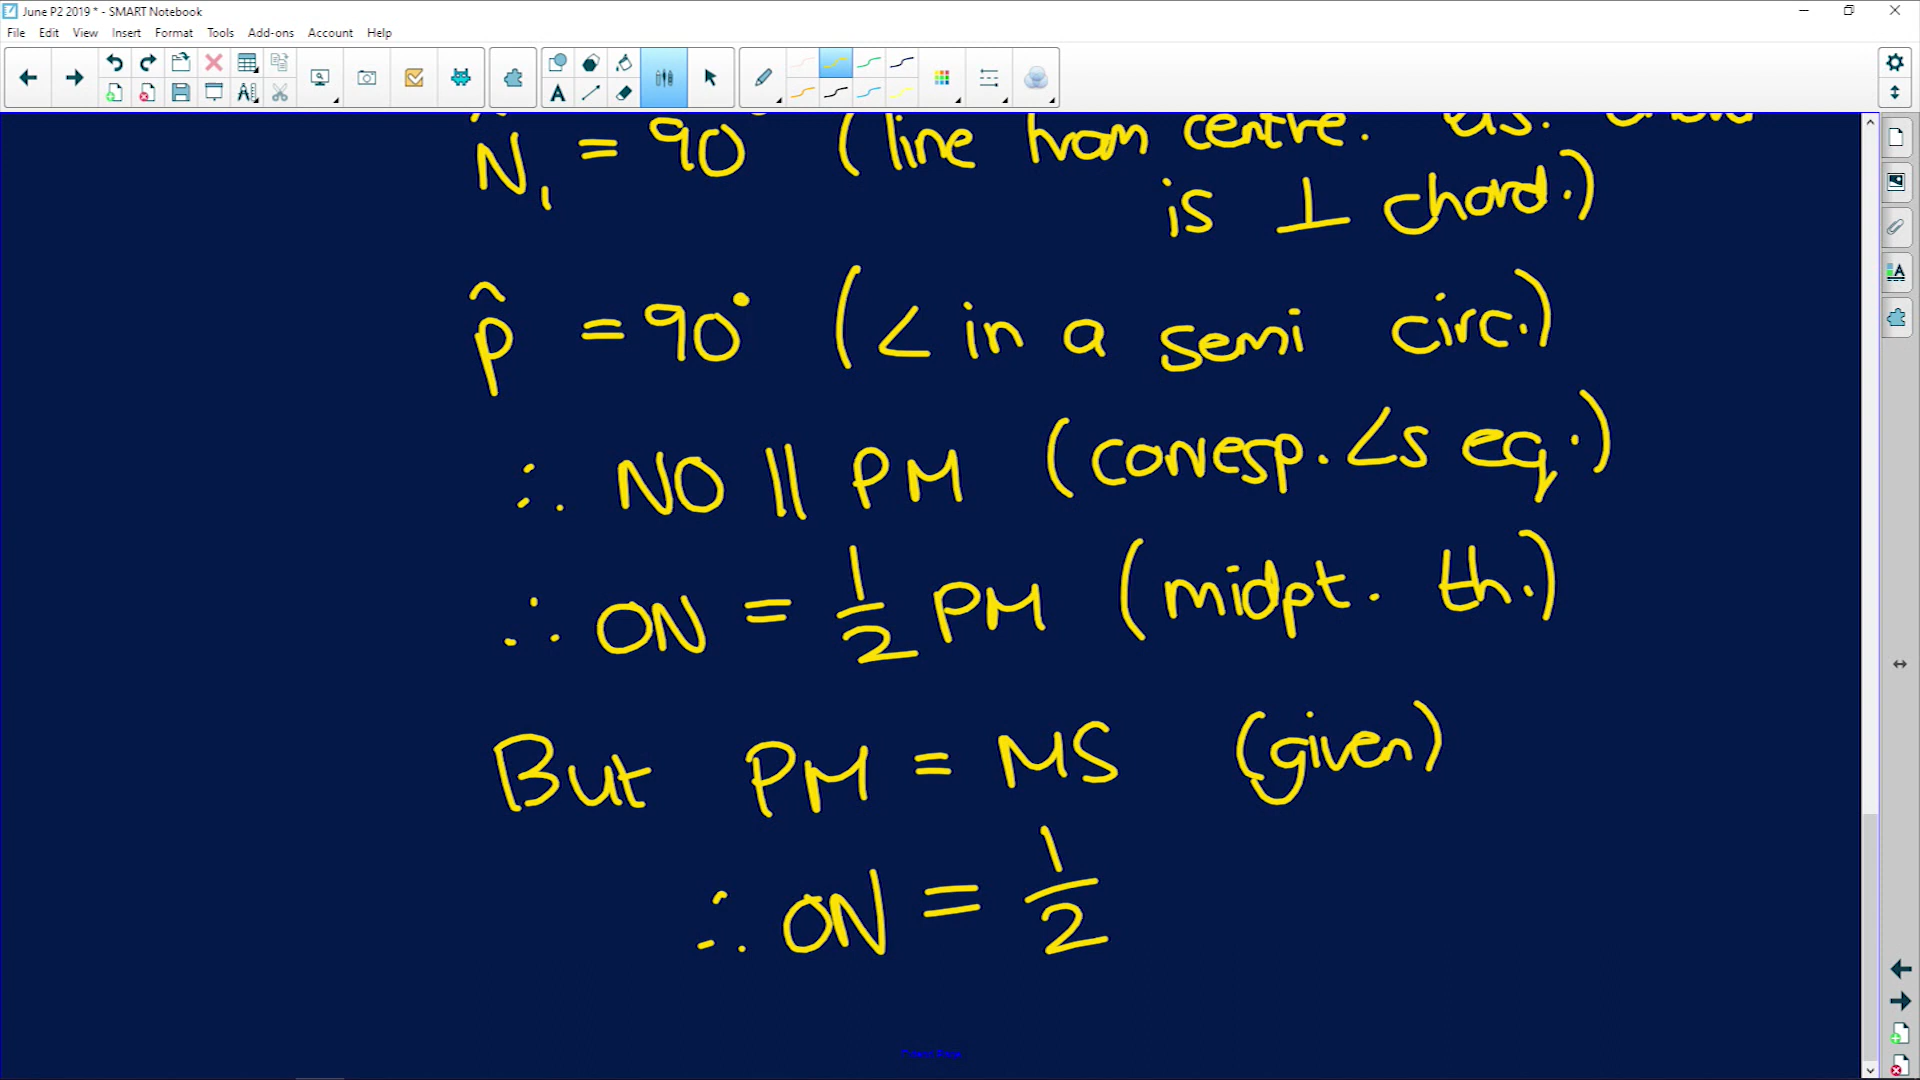 June P2 2019 * - SMART Notebook
File Edit View Insert Format Tools Add-ons Account Help
N̂₁ = 90° (line from centre. bis. chord
is ⊥ chord.)
p̂ = 90° (∠ in a semi circ.)
∴ NO || PM (corresp. ∠s eq.)
∴ ON = 1/2 PM (midpt. th.)
But PM = MS (given)
∴ ON = 1/2